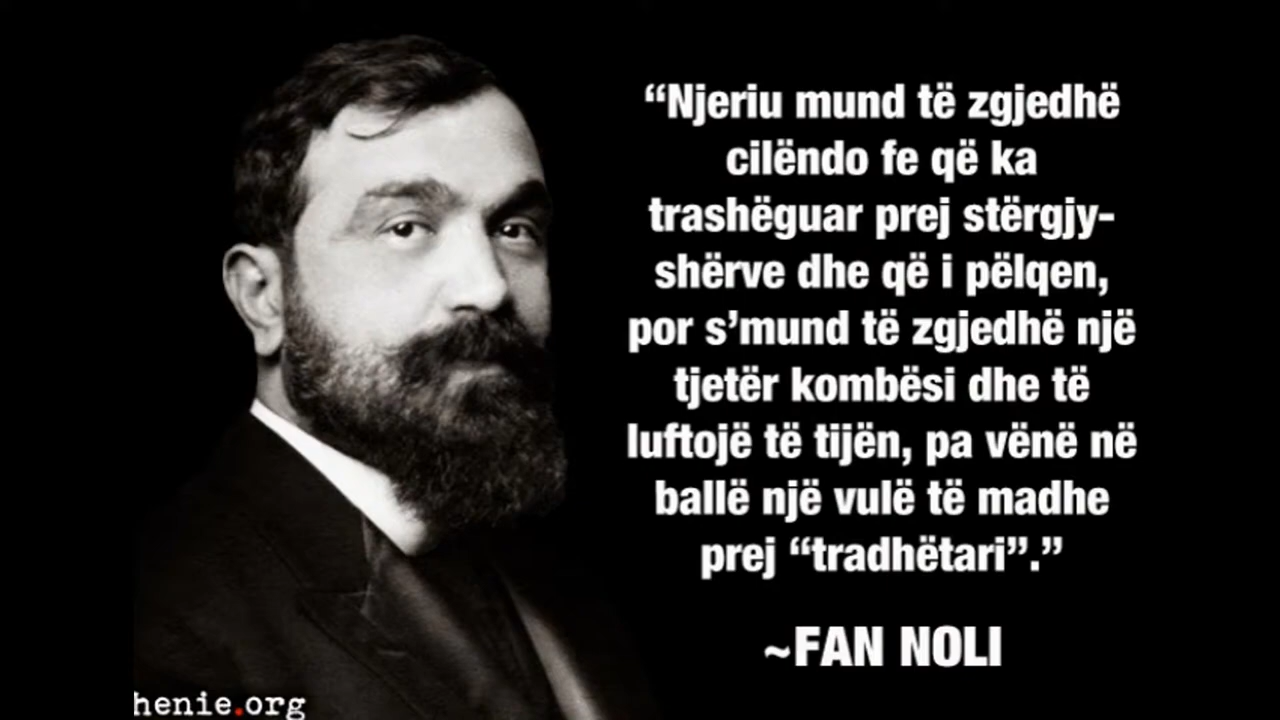 “Njeriu mund të zgjedhë
cilëndo fe që ka
trashëguar prej stërgjy-
shërve dhe që i pëlqen,
por s’mund të zgjedhë një
tjetër kombësi dhe të
luftojë të tijën, pa vënë në
ballë një vulë të madhe
prej “tradhëtari”.”
~FAN NOLI
henie.org